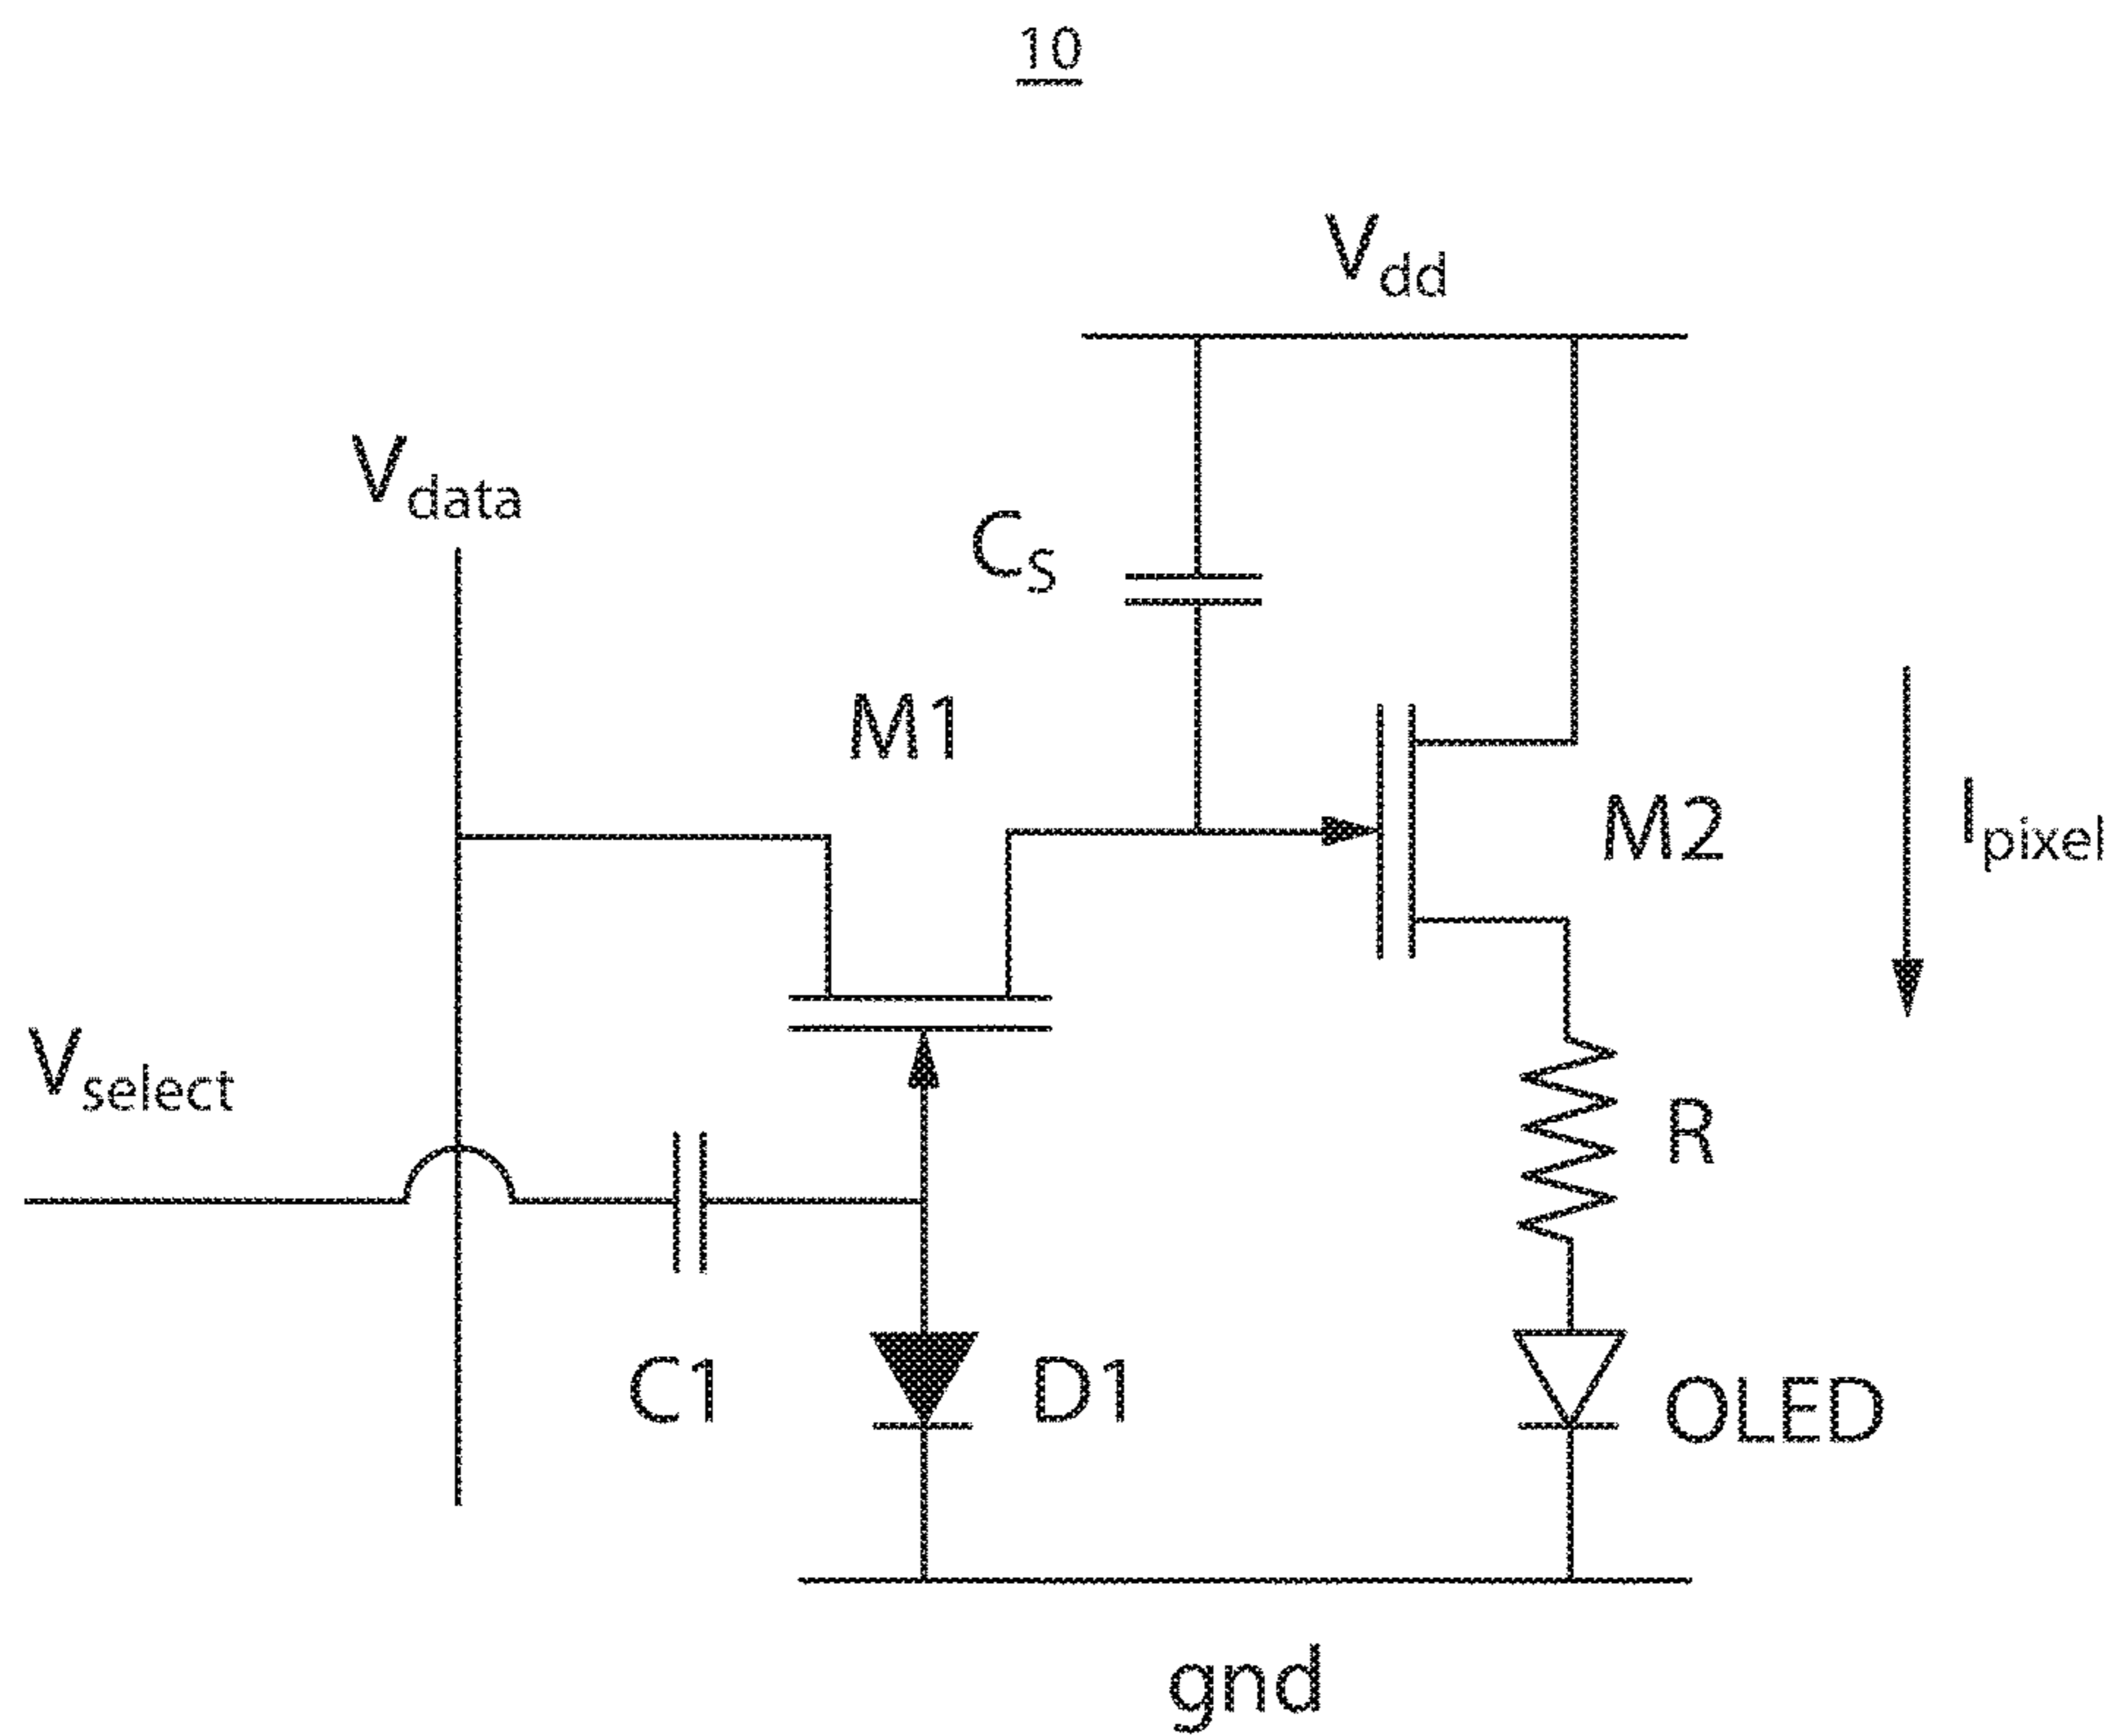 10
Vdd
Vdata
CS
M1
M2
Ipixel
Vselect
R
C1
D1
OLED
gnd